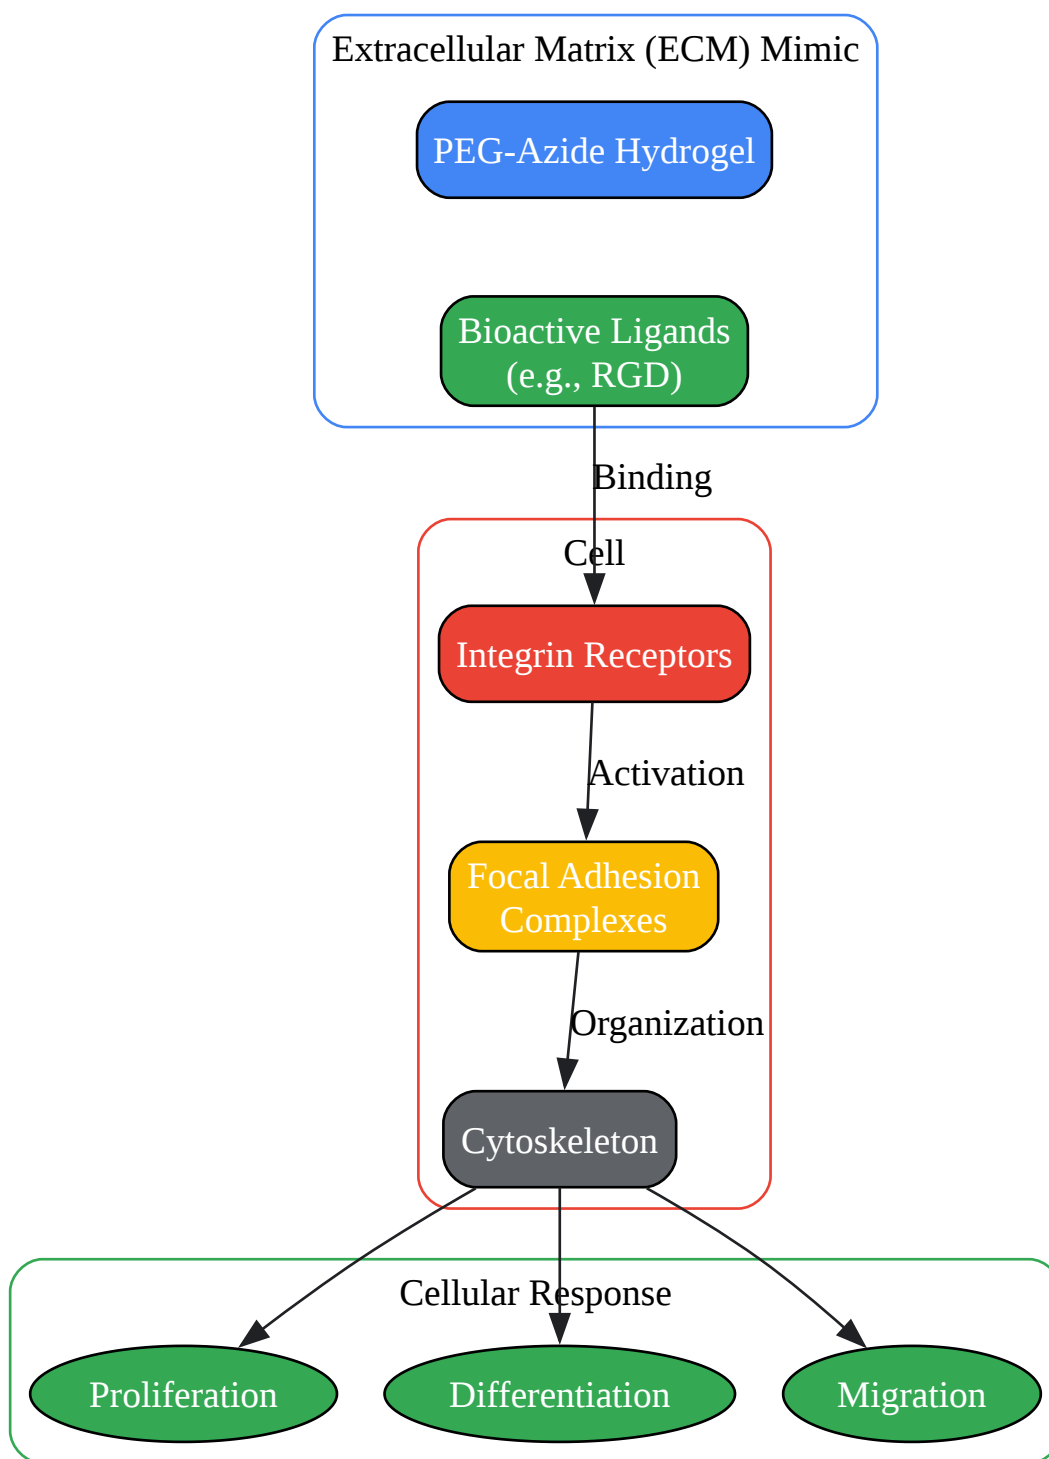 Extracellular Matrix (ECM) Mimic
PEG-Azide Hydrogel
Bioactive Ligands
(e.g., RGD)
Binding
Cell
Integrin Receptors
Activation
Focal Adhesion
Complexes
Organization
Cytoskeleton
Cellular Response
Proliferation
Differentiation
Migration